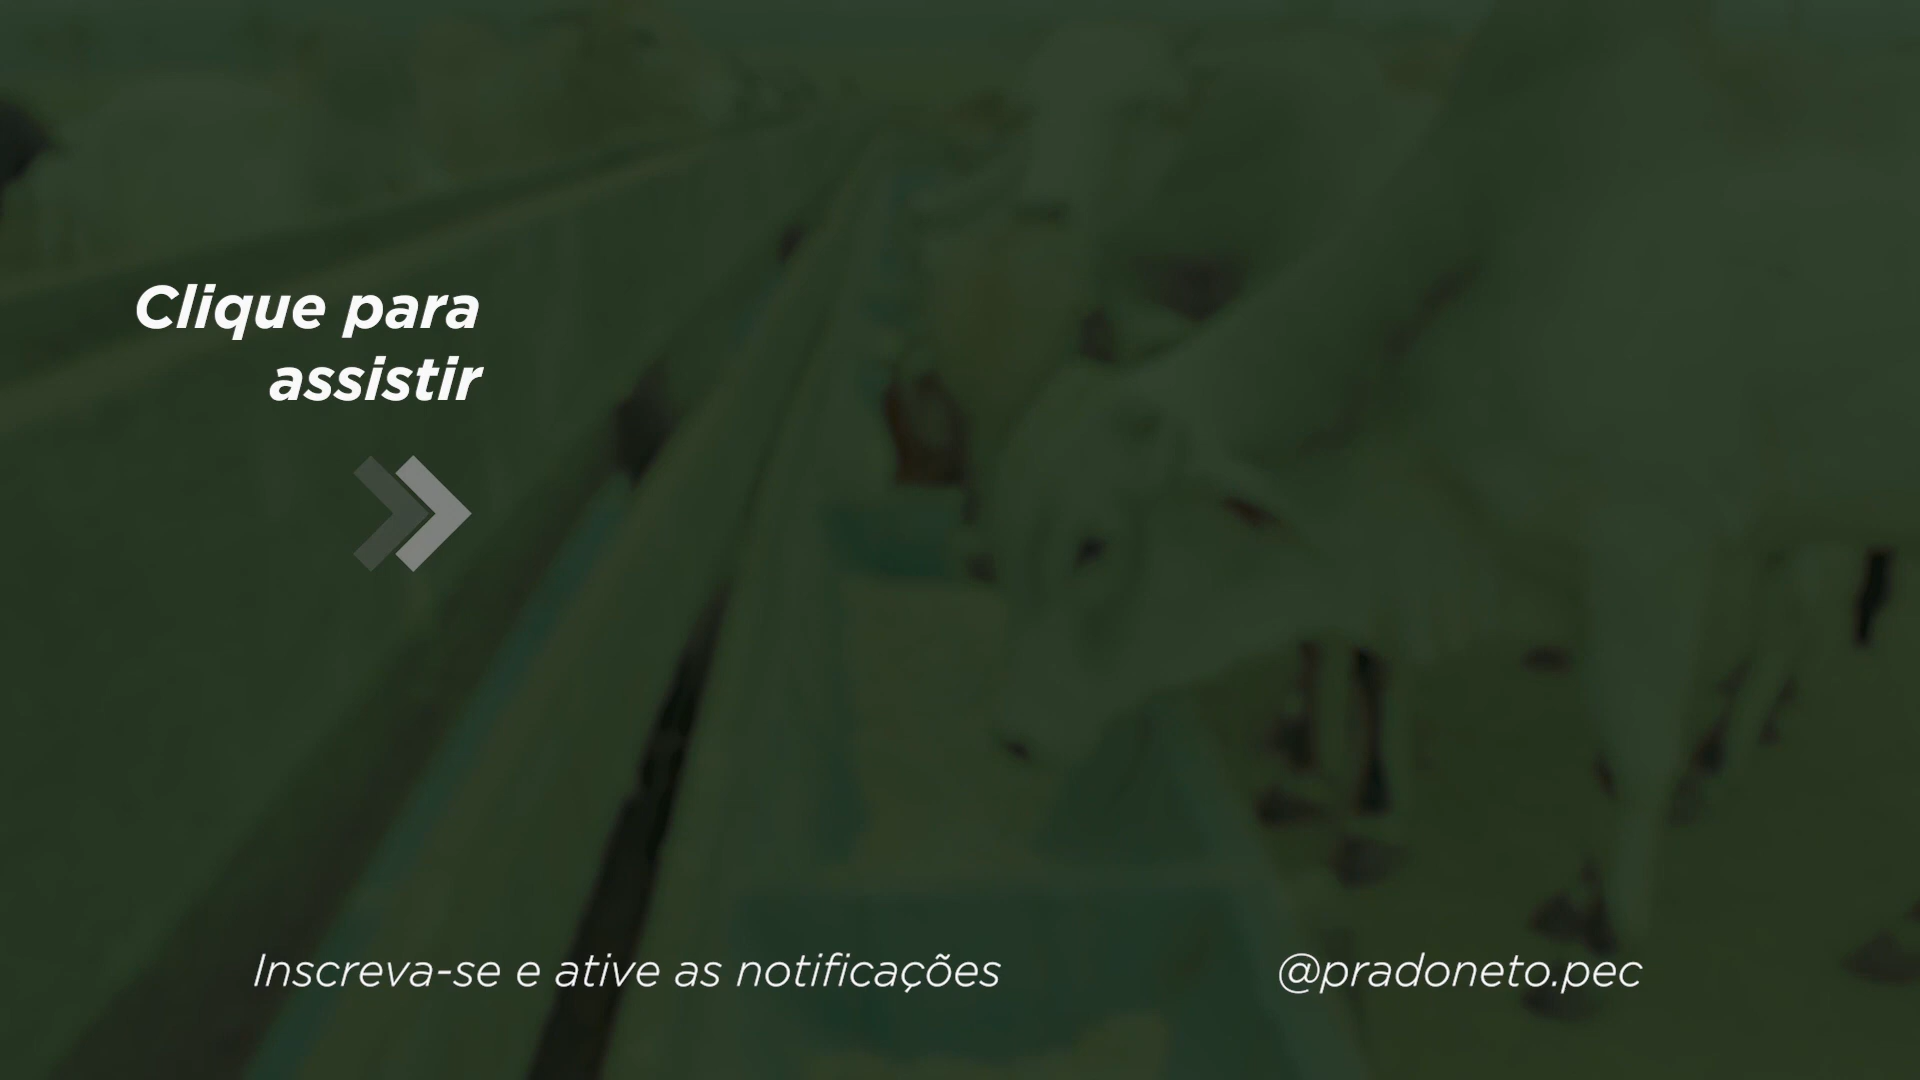 Clique para
assistir
Inscreva-se e ative as notificações
@pradoneto.pec